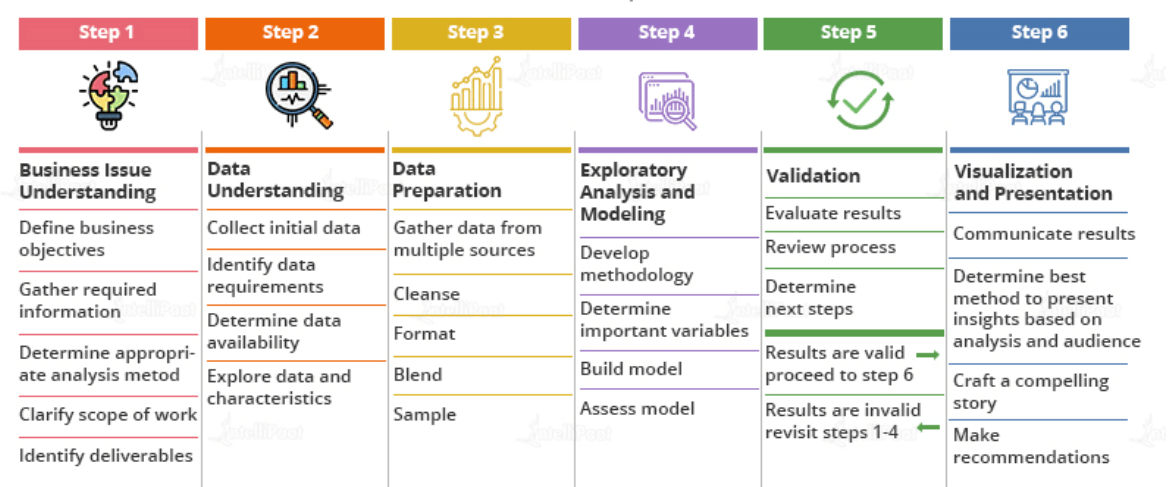 Step 1
Business Issue
Understanding
Define business
objectives
Gather required
information
Determine appropri-
ate analysis metod
Clarify scope of work
Identify deliverables
Step 2
Data
Understanding
Collect initial data
Identify data
requirements
Determine data
availability
Explore data and
characteristics
Step 3
Data
Preparation
Gather data from
multiple sources
Cleanse
Format
Blend
Sample
Step 4
Exploratory
Analysis and
Modeling
Develop
methodology
Determine
important variables
Build model
Assess model
Step 5
Validation
Evaluate results
Review process
Determine
next steps
Results are valid
proceed to step 6
Results are invalid
revisit steps 1-4
Step 6
Visualization
and Presentation
Communicate results
Determine best
method to present
insights based on
analysis and audience
Craft a compelling
story
Make
recommendations